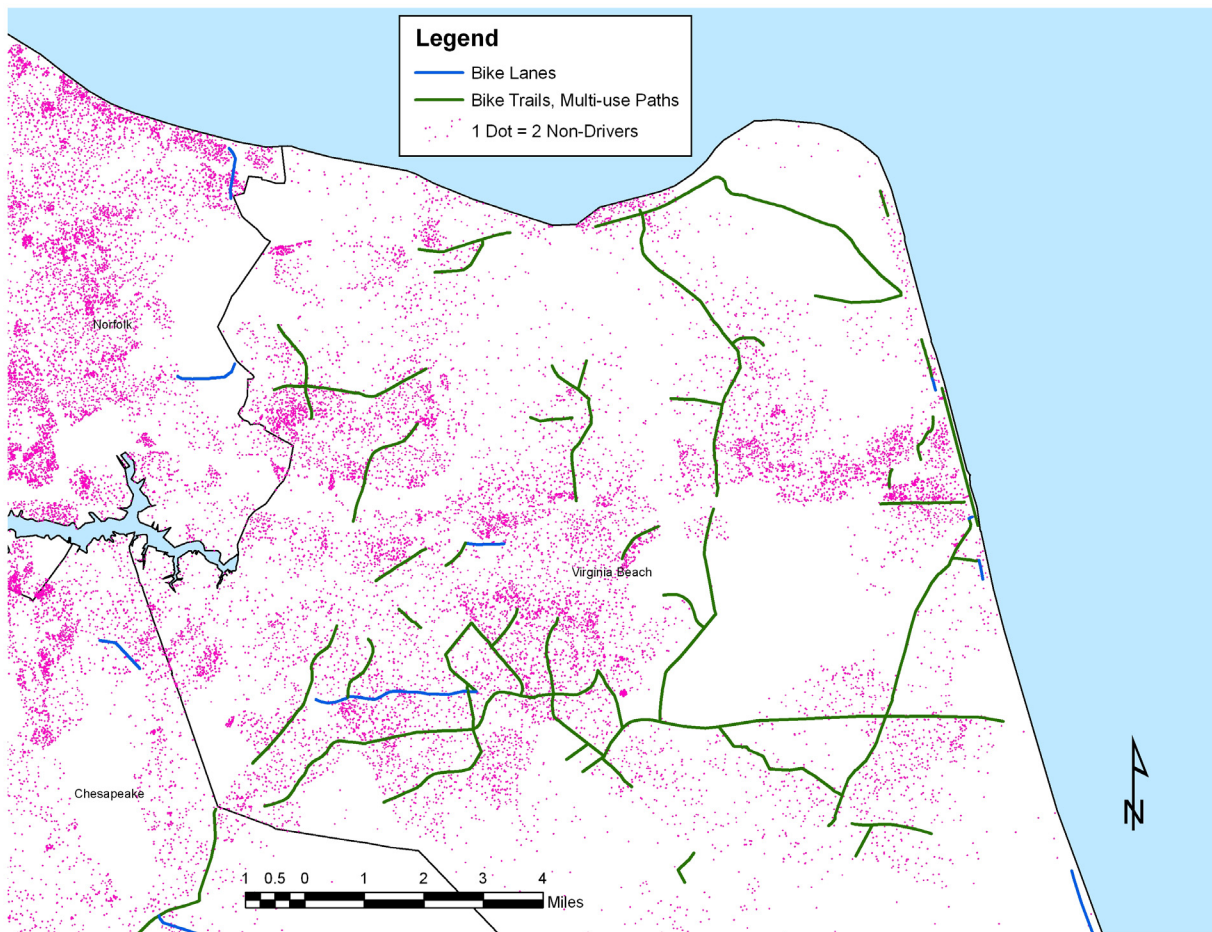 Legend
Bike Lanes
Bike Trails, Multi-use Paths
1 Dot = 2 Non-Drivers
Norfolk
Virginia Beach
Chesapeake
N
1 0.5 0 1 2 3 4
Miles